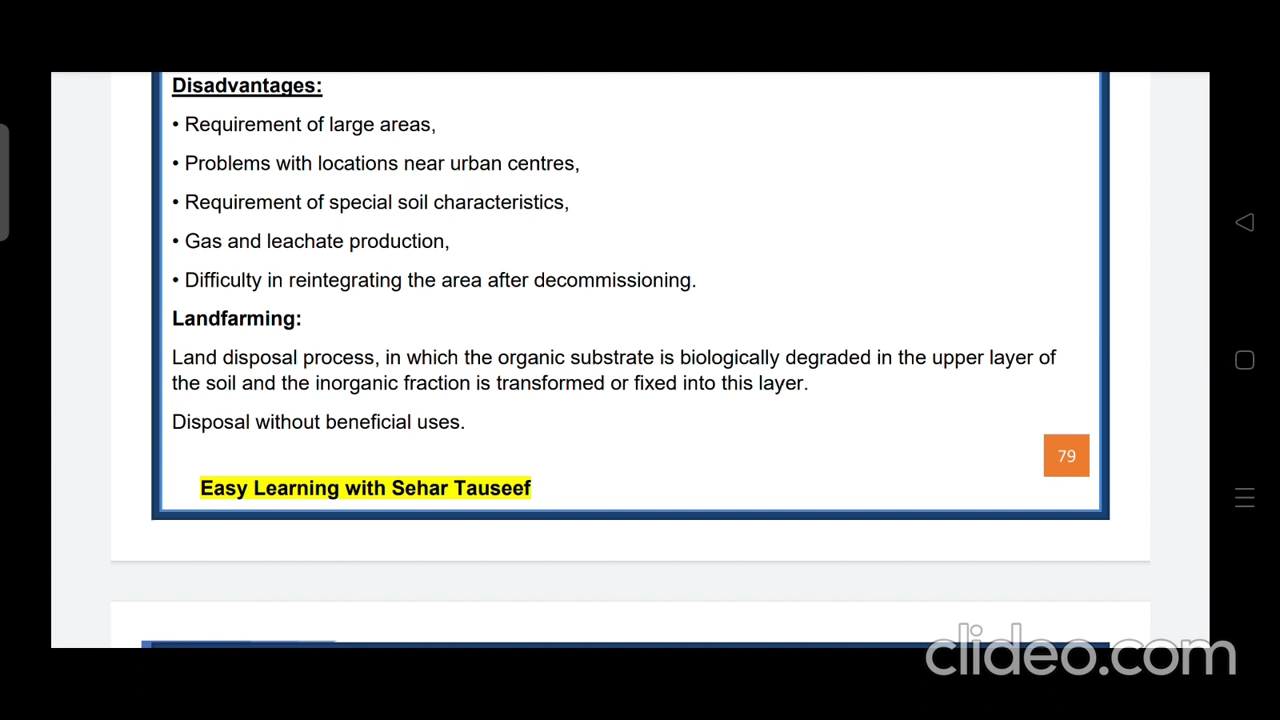 Disadvantages:
• Requirement of large areas,
• Problems with locations near urban centres,
• Requirement of special soil characteristics,
• Gas and leachate production,
• Difficulty in reintegrating the area after decommissioning.
Landfarming:
Land disposal process, in which the organic substrate is biologically degraded in the upper layer of
the soil and the inorganic fraction is transformed or fixed into this layer.
Disposal without beneficial uses.
79
Easy Learning with Sehar Tauseef
clideo.com